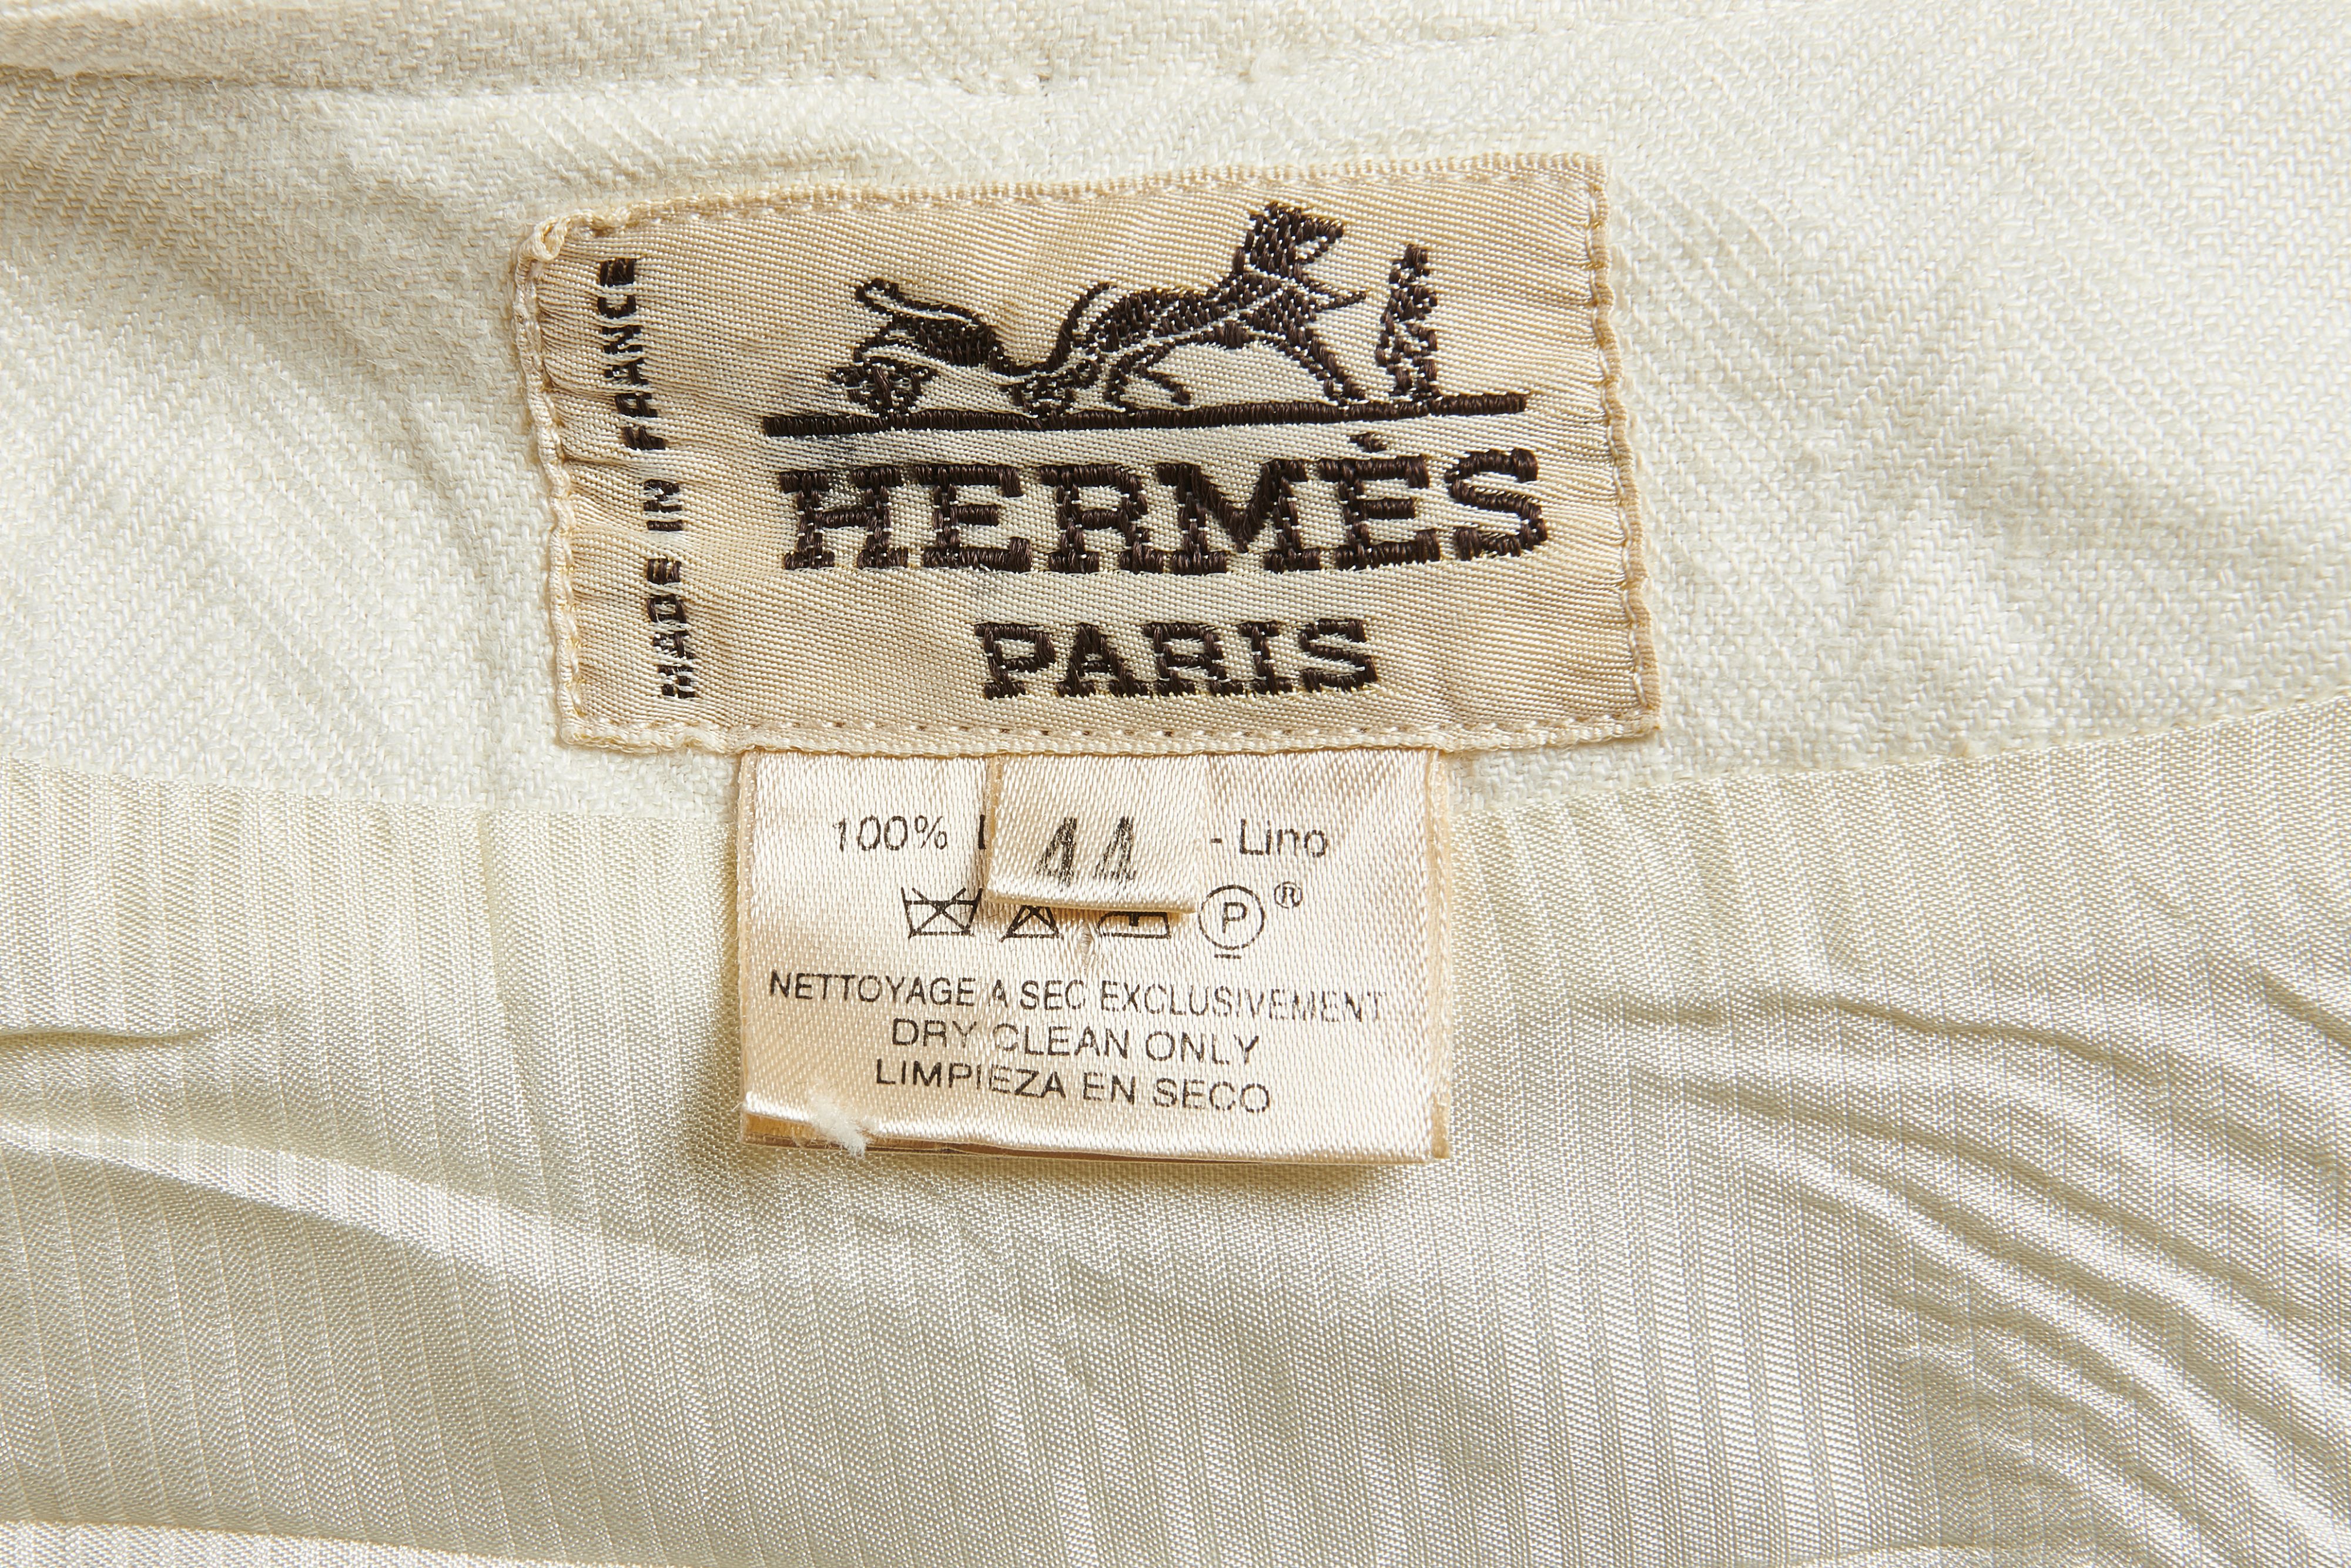 MADE IN FRANCE
HERMÈS
PARIS
44
100% - Lino
P ®
NETTOYAGE A SEC EXCLUSIVEMENT
DRY CLEAN ONLY
LIMPIEZA EN SECO